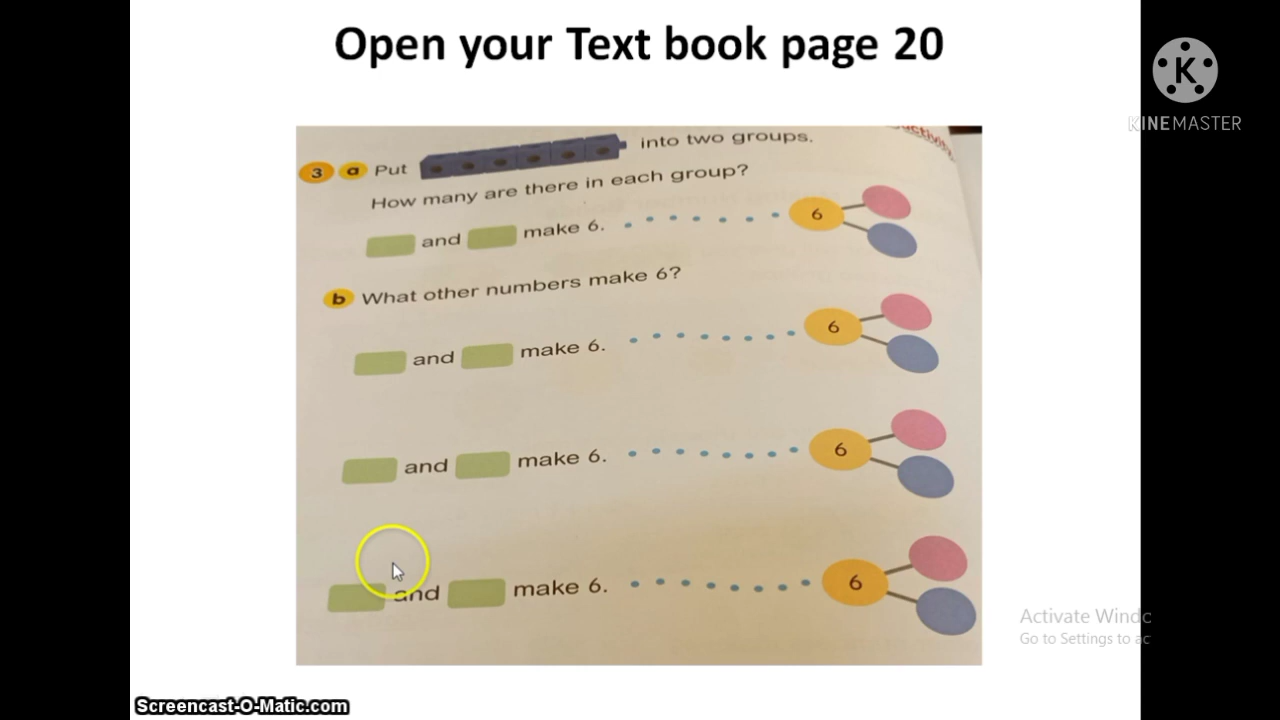 Open your Text book page 20
K
KINEMASTER
3 a Put into two groups.
How many are there in each group?
and make 6. 6
b What other numbers make 6?
and make 6. 6
and make 6. 6
and make 6. 6
Activate Windc
Go to Settings to ac
Screencast-O-Matic.com